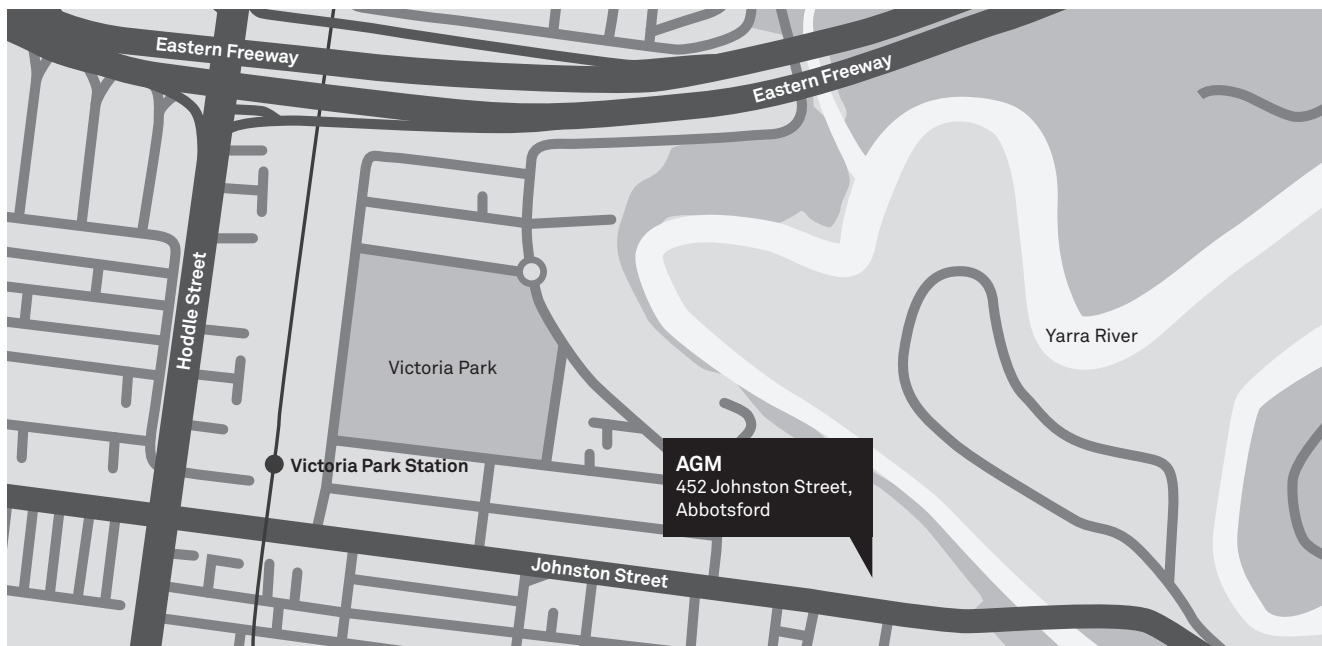 Eastern Freeway
Eastern Freeway
Hoddle Street
Yarra River
Victoria Park
Victoria Park Station
AGM
452 Johnston Street,
Abbotsford
Johnston Street